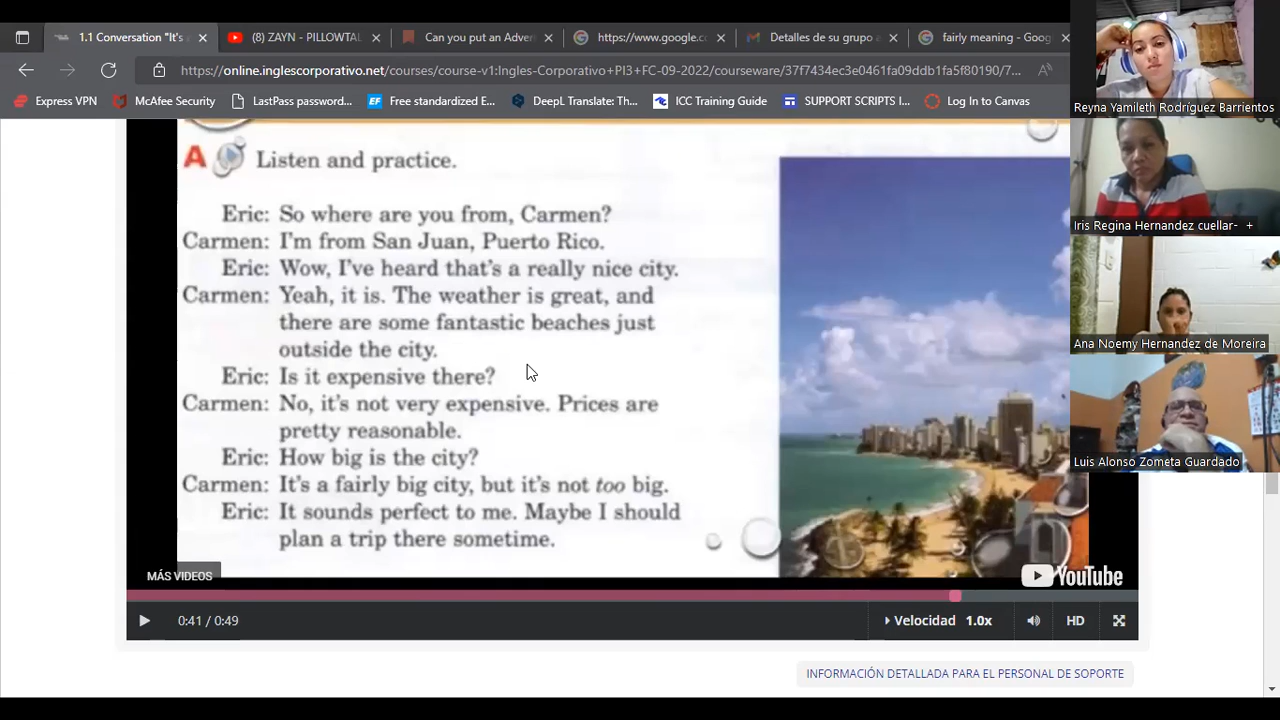 1.1 Conversation "It's
(8) ZAYN - PILLOWTAL
Can you put an Adver
https://www.google.c
Detalles de su grupo a
fairly meaning - Goog
https://online.inglescorporativo.net/courses/course-v1:Ingles-Corporativo+PI3+FC-09-2022/courseware/37f7434ec3e0461fa09ddb1fa5f80190/7...
Express VPN
McAfee Security
LastPass password...
Free standardized E...
DeepL Translate: Th...
ICC Training Guide
SUPPORT SCRIPTS I...
Log In to Canvas
A Listen and practice.
Eric: So where are you from, Carmen?
Carmen: I'm from San Juan, Puerto Rico.
Eric: Wow, I've heard that's a really nice city.
Carmen: Yeah, it is. The weather is great, and
there are some fantastic beaches just
outside the city.
Eric: Is it expensive there?
Carmen: No, it's not very expensive. Prices are
pretty reasonable.
Eric: How big is the city?
Carmen: It's a fairly big city, but it's not too big.
Eric: It sounds perfect to me. Maybe I should
plan a trip there sometime.
MÁS VIDEOS
YouTube
0:41 / 0:49
Velocidad 1.0x
HD
INFORMACIÓN DETALLADA PARA EL PERSONAL DE SOPORTE
Reyna Yamileth Rodríguez Barrientos
Iris Regina Hernandez cuellar- +
Ana Noemy Hernandez de Moreira
Luis Alonso Zometa Guardado